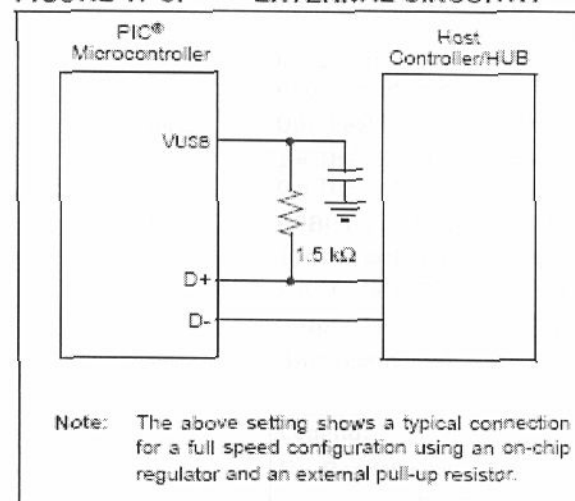 PIC®
Microcontroller
Host
Controller/HUB
VUSB
1.5 kΩ
D+
D-
Note: The above setting shows a typical connection
for a full speed configuration using an on-chip
regulator and an external pull-up resistor.